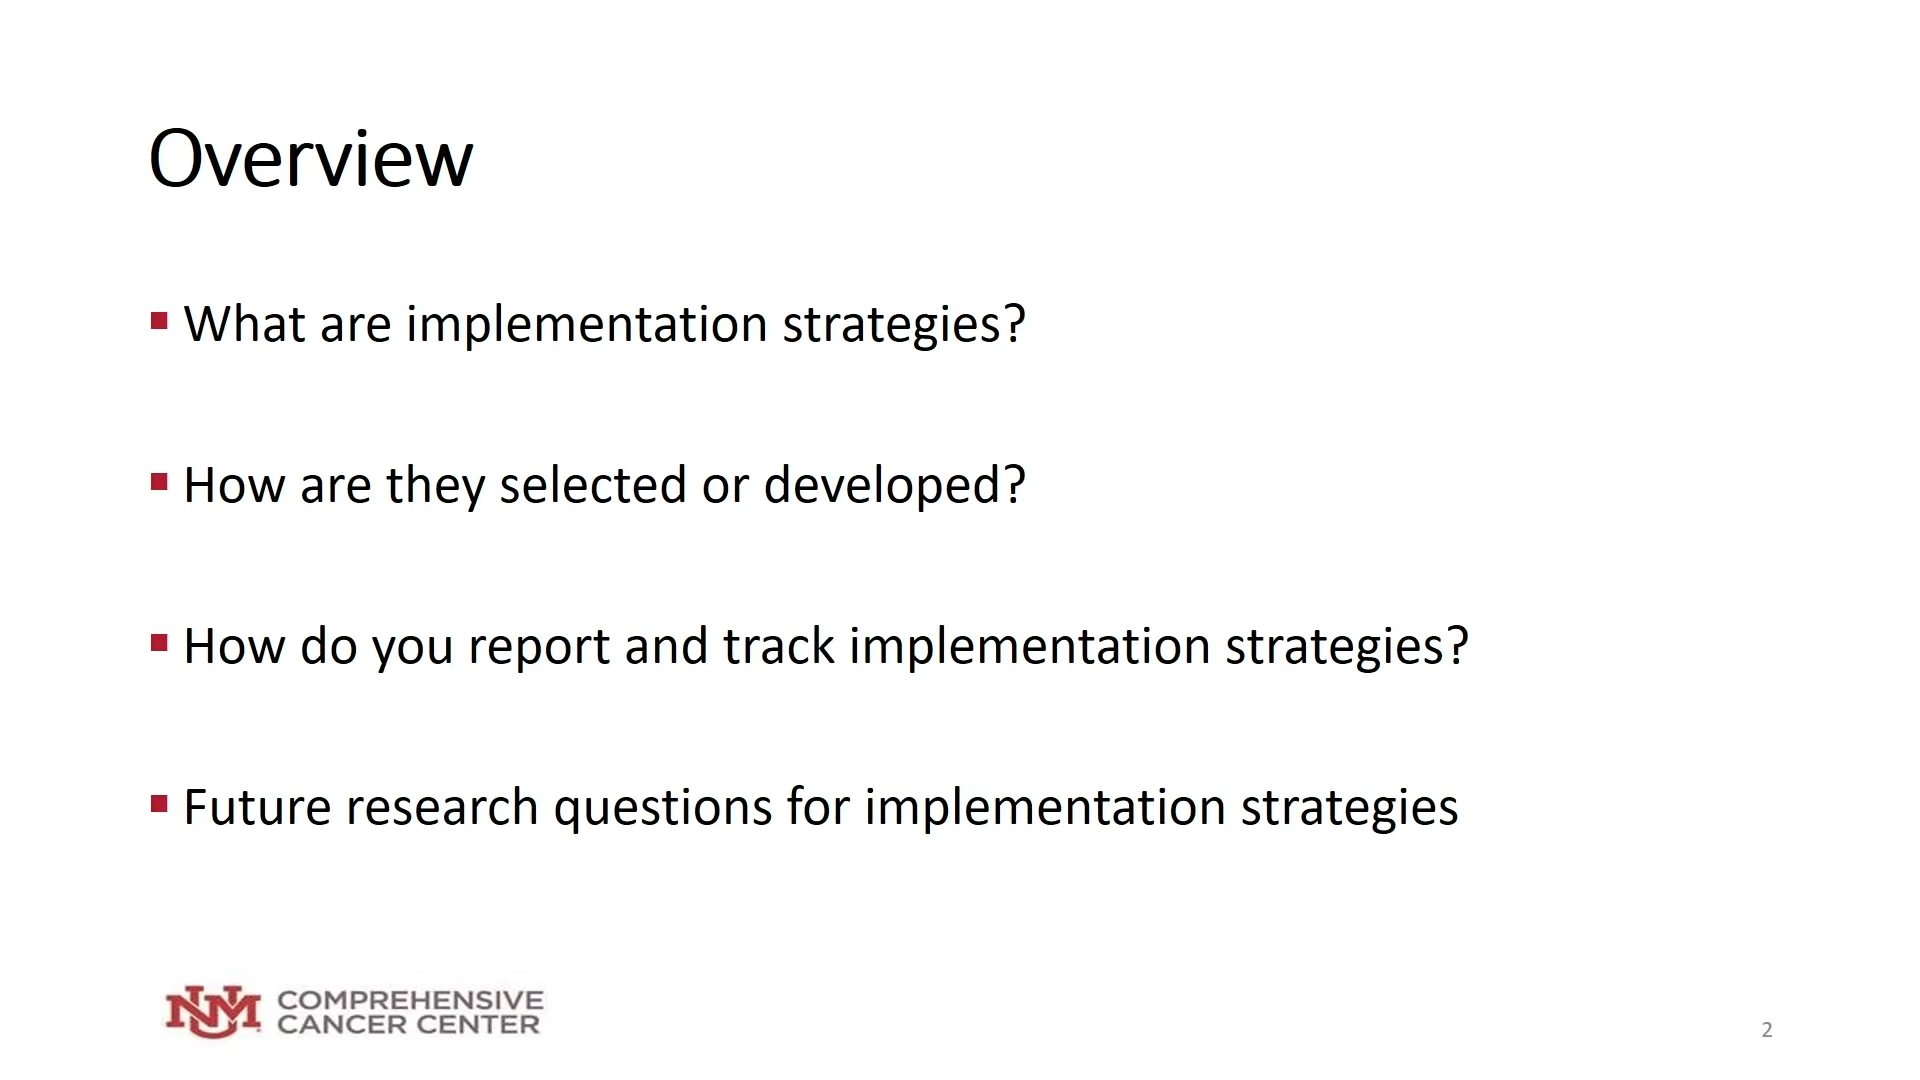 Overview
▪ What are implementation strategies?
▪ How are they selected or developed?
▪ How do you report and track implementation strategies?
▪ Future research questions for implementation strategies
UNM COMPREHENSIVE
CANCER CENTER
2